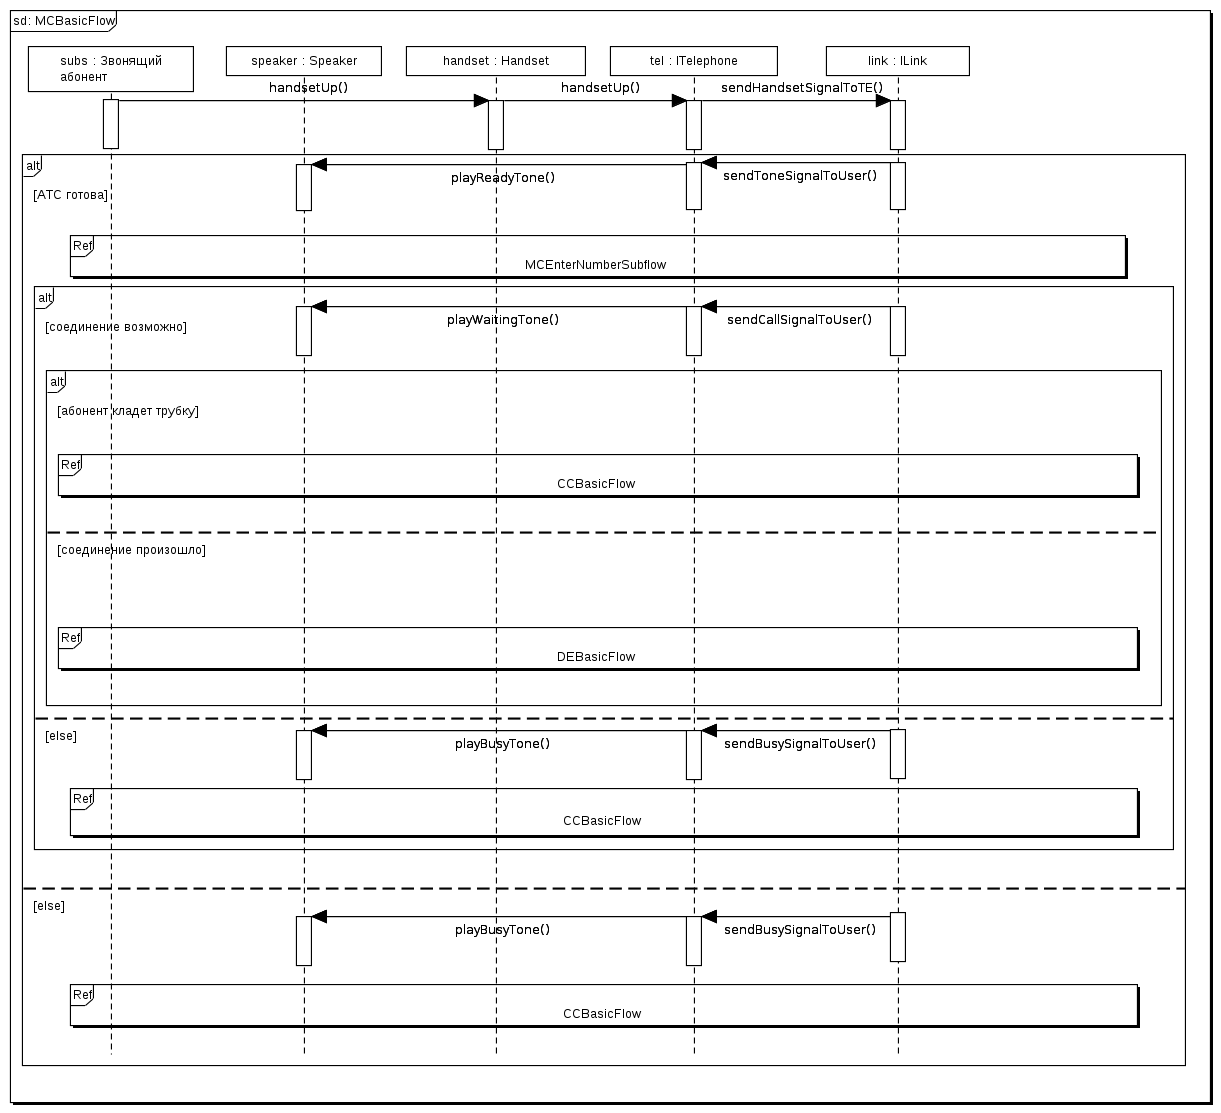 sd: MCBasicFlow
subs : Звонящий
абонент
speaker : Speaker
handset : Handset
tel : ITelephone
link : ILink
handsetUp()
handsetUp()
sendHandsetSignalToTE()
alt
[АТС готова]
playReadyTone()
sendToneSignalToUser()
Ref
MCEnterNumberSubflow
alt
[соединение возможно]
playWaitingTone()
sendCallSignalToUser()
alt
[абонент кладет трубку]
Ref
CCBasicFlow
[соединение произошло]
Ref
DEBasicFlow
[else]
playBusyTone()
sendBusySignalToUser()
Ref
CCBasicFlow
[else]
playBusyTone()
sendBusySignalToUser()
Ref
CCBasicFlow